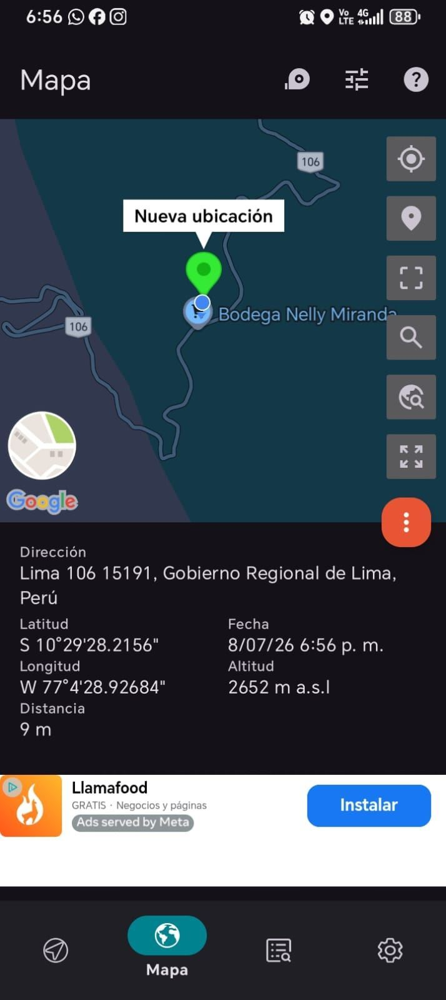 6:56
Vo LTE 4G 88
Mapa
106
Nueva ubicación
Bodega Nelly Miranda
106
Google
Dirección
Lima 106 15191, Gobierno Regional de Lima,
Perú
Latitud Fecha
S 10°29'28.2156" 8/07/26 6:56 p. m.
Longitud Altitud
W 77°4'28.92684" 2652 m a.s.l
Distancia
9 m
Llamafood
GRATIS · Negocios y páginas
Ads served by Meta
Instalar
Mapa